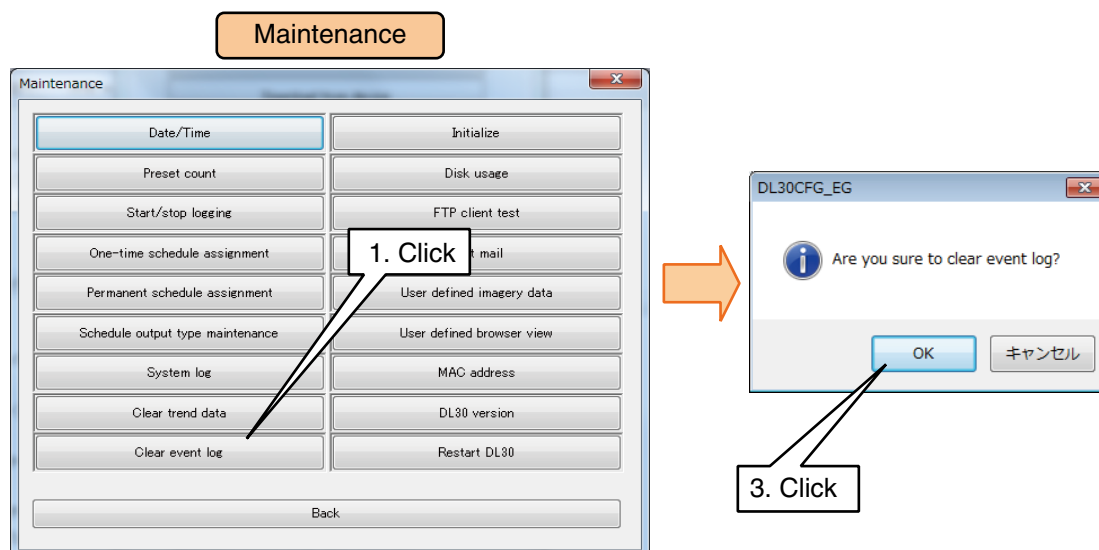 Maintenance
Maintenance
Date/Time
Initialize
Preset count
Disk usage
Start/stop logging
FTP client test
One-time schedule assignment
mail
Permanent schedule assignment
User defined imagery data
Schedule output type maintenance
User defined browser view
System log
MAC address
Clear trend data
DL30 version
Clear event log
Restart DL30
Back
1. Click
DL30CFG_EG
Are you sure to clear event log?
OK
キャンセル
3. Click